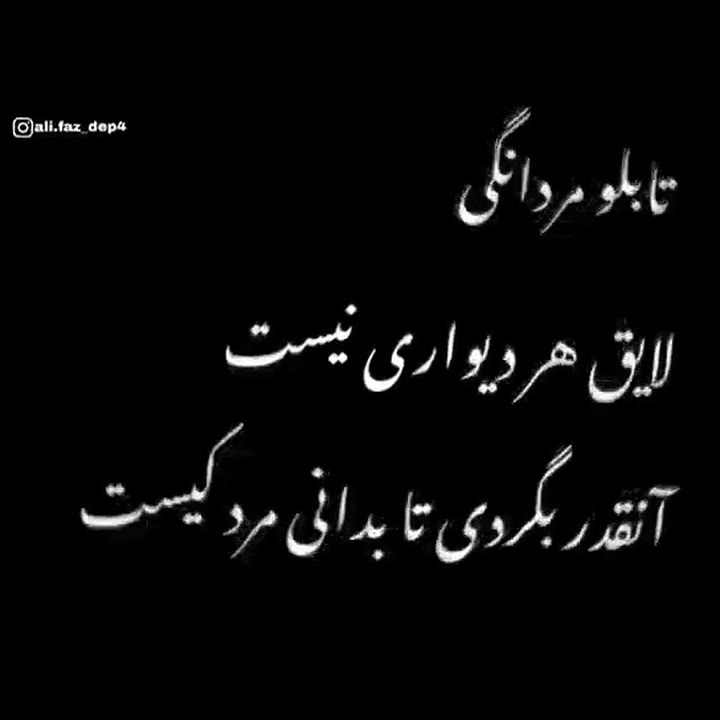 ali.faz_dep4
تابلو مردانگی
لایق هر دیواری نیست
آنقدر بگردی تا بدانی مرد کیست